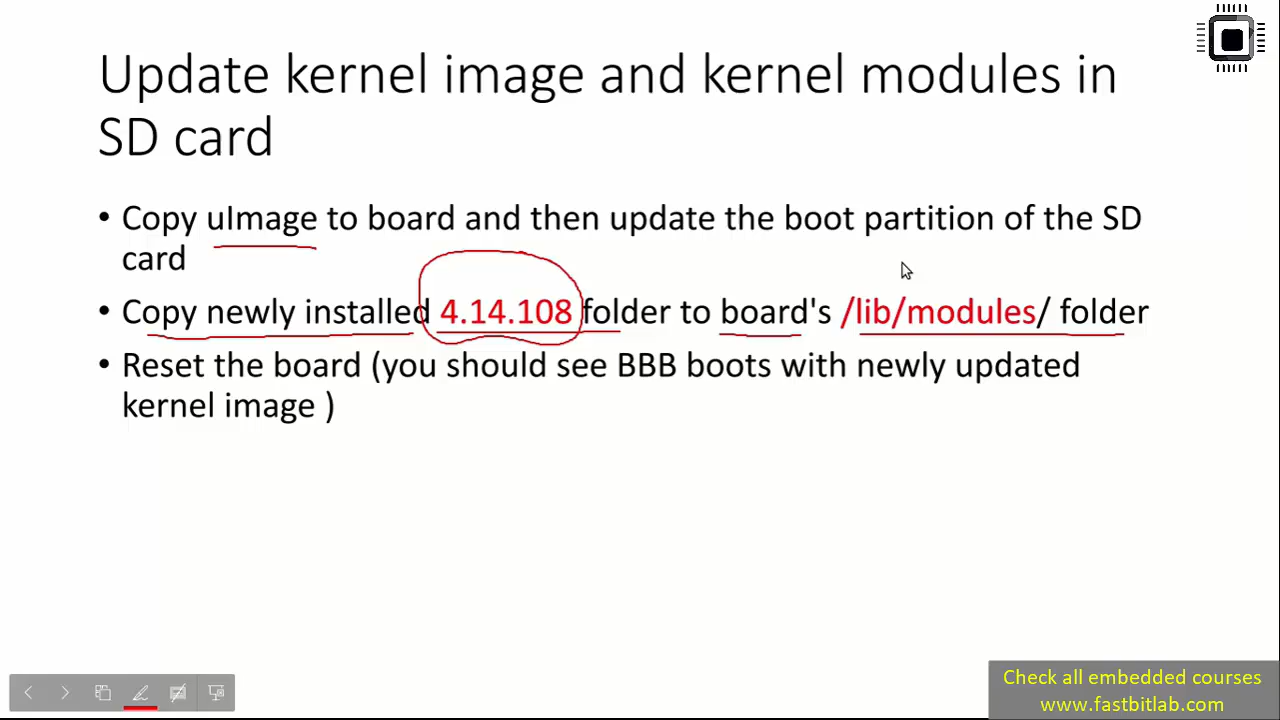 Update kernel image and kernel modules in
SD card
• Copy uImage to board and then update the boot partition of the SD
card
• Copy newly installed 4.14.108 folder to board's /lib/modules/ folder
• Reset the board (you should see BBB boots with newly updated
kernel image )
Check all embedded courses
www.fastbitlab.com